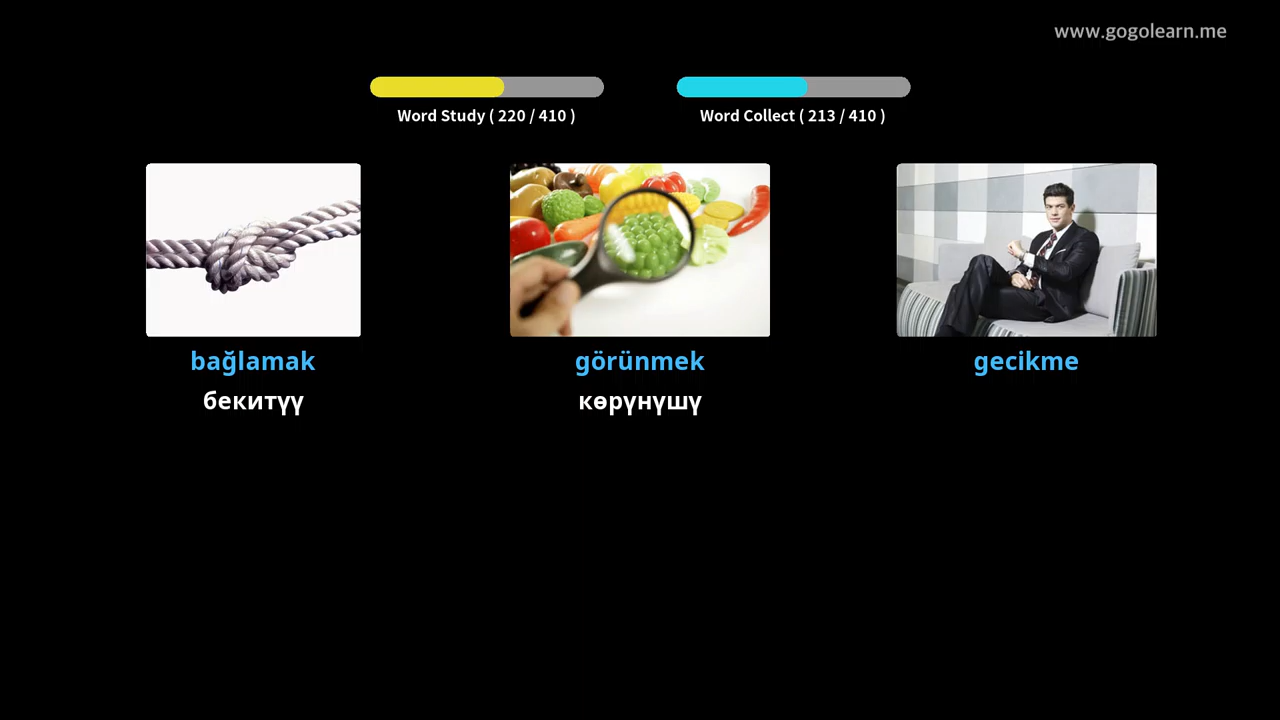 www.gogolearn.me
Word Study ( 220 / 410 )
Word Collect ( 213 / 410 )
bağlamak
görünmek
gecikme
бекитүү
көрүнүшү